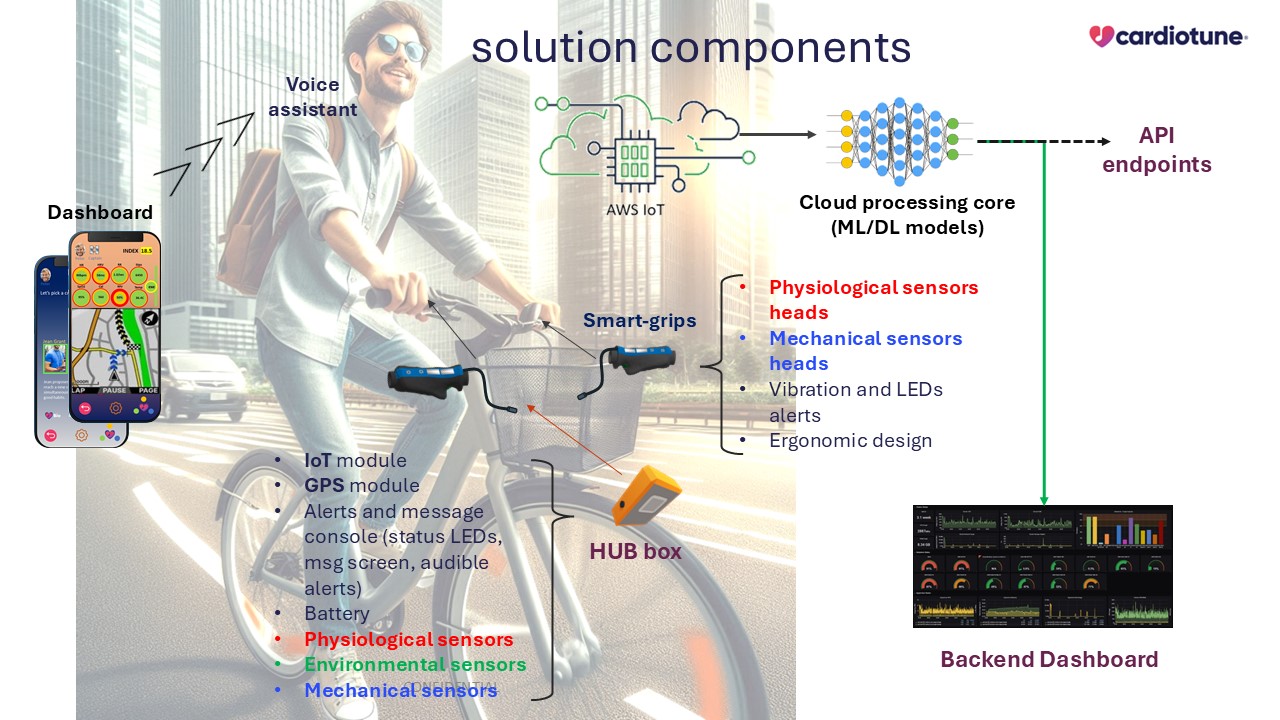 solution components
cardiotune
Voice
assistant
AWS IoT
Cloud processing core
(ML/DL models)
API
endpoints
Dashboard
INDEX 18.5
LAP PAUSE PAGE
Smart-grips
• Physiological sensors
heads
• Mechanical sensors
heads
• Vibration and LEDs
alerts
• Ergonomic design
• IoT module
• GPS module
• Alerts and message
console (status LEDs,
msg screen, audible
alerts)
• Battery
• Physiological sensors
• Environmental sensors
• Mechanical sensors
CONFIDENTIAL
HUB box
Backend Dashboard